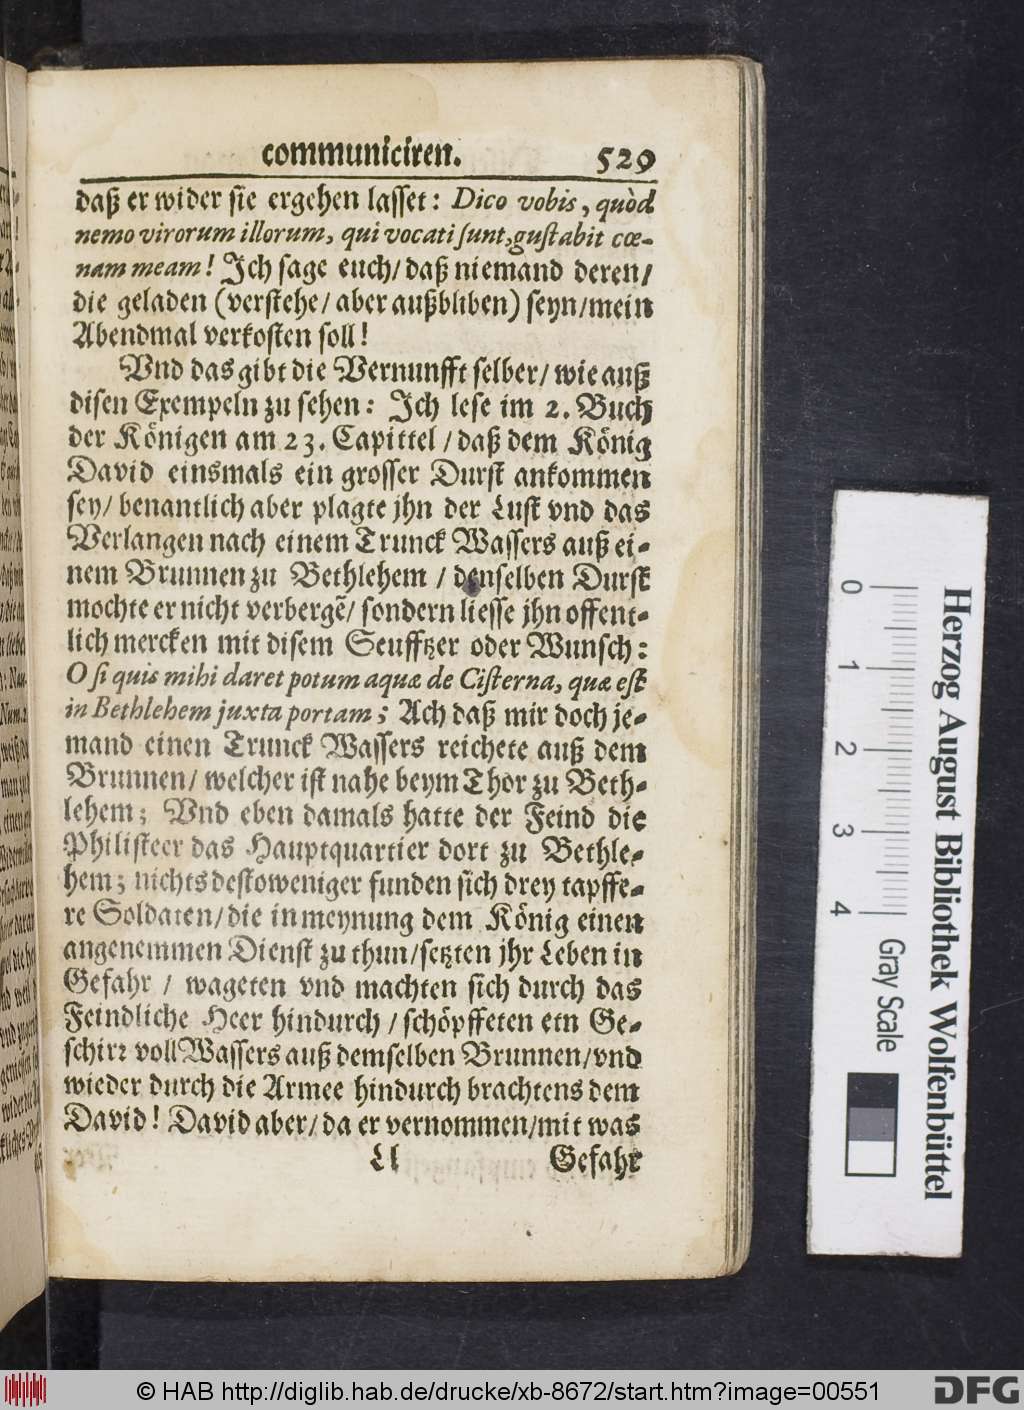 communiciren. 529
daß er wider sie ergehen lasset: Dico vobis, quòd
nemo virorum illorum, qui vocati sunt, gustabit cœ-
nam meam! Ich sage euch/ daß niemand deren/
die geladen (verstehe/ aber außbliben) seyn/mein
Abendmal verkosten soll!
Vnd das gibt die Vernunfft selber/ wie auß
disen Exempeln zu sehen: Ich lese im 2. Buch
der Königen am 23. Capittel/ daß dem König
David einsmals ein grosser Durst ankommen
sey/ benantlich aber plagte jhn der Lust vnd das
Verlangen nach einem Trunck Wassers auß ei-
nem Brunnen zu Bethlehem / denselben Durst
mochte er nicht verbergẽ/ sondern liesse jhn offent-
lich mercken mit disem Seufftzer oder Wunsch:
O si quis mihi daret potum aquæ de Cisterna, quæ est
in Bethlehem juxta portam; Ach daß mir doch je-
mand einen Trunck Wassers reichete auß dem
Brunnen/ welcher ist nahe beym Thor zu Beth-
lehem; Vnd eben damals hatte der Feind die
Philisteer das Hauptquartier dort zu Bethle-
hem; nichts destoweniger funden sich drey tapffe-
re Soldaten/die in meynung dem König einen
angenemmen Dienst zu thun/setzten jhr Leben in
Gefahr / wageten vnd machten sich durch das
Feindliche Heer hindurch / schöpffeten ein Ge-
schirr voll Wassers auß demselben Brunnen/vnd
wieder durch die Armee hindurch brachtens dem
David! David aber/ da er vernommen/mit was
Ll Gefahr
0 1 2 3 4
Gray Scale
Herzog August Bibliothek Wolfenbüttel
© HAB http://diglib.hab.de/drucke/xb-8672/start.htm?image=00551
DFG